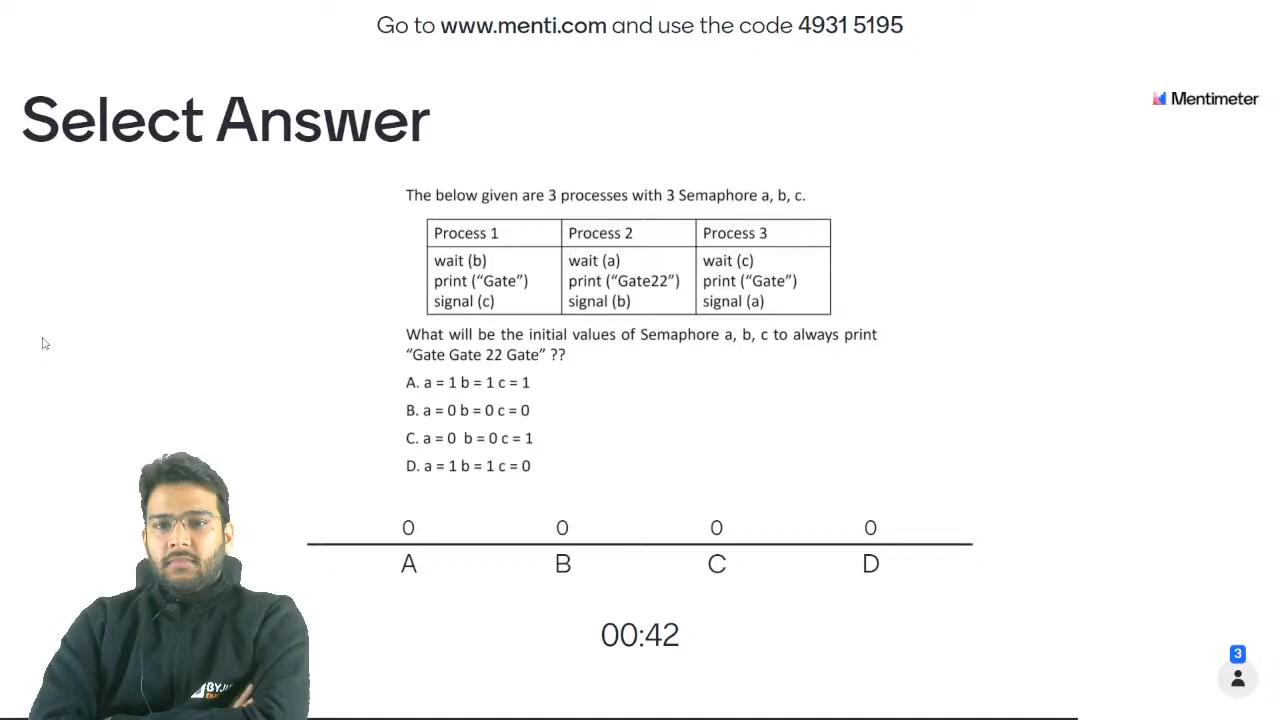 Go to www.menti.com and use the code 4931 5195
Select Answer
Mentimeter
The below given are 3 processes with 3 Semaphore a, b, c.
Process 1 Process 2 Process 3
wait (b) wait (a) wait (c)
print (“Gate”) print (“Gate22”) print (“Gate”)
signal (c) signal (b) signal (a)
What will be the initial values of Semaphore a, b, c to always print
“Gate Gate 22 Gate” ??
A. a = 1 b = 1 c = 1
B. a = 0 b = 0 c = 0
C. a = 0 b = 0 c = 1
D. a = 1 b = 1 c = 0
0 0 0 0
A B C D
00:42
3